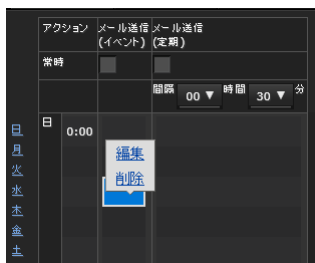 アクション メール送信 メール送信
(イベント) (定期)
常時
間隔 00 ▼ 時間 30 ▼ 分
日 日 0:00
月 編集
火 削除
水
木
金
土